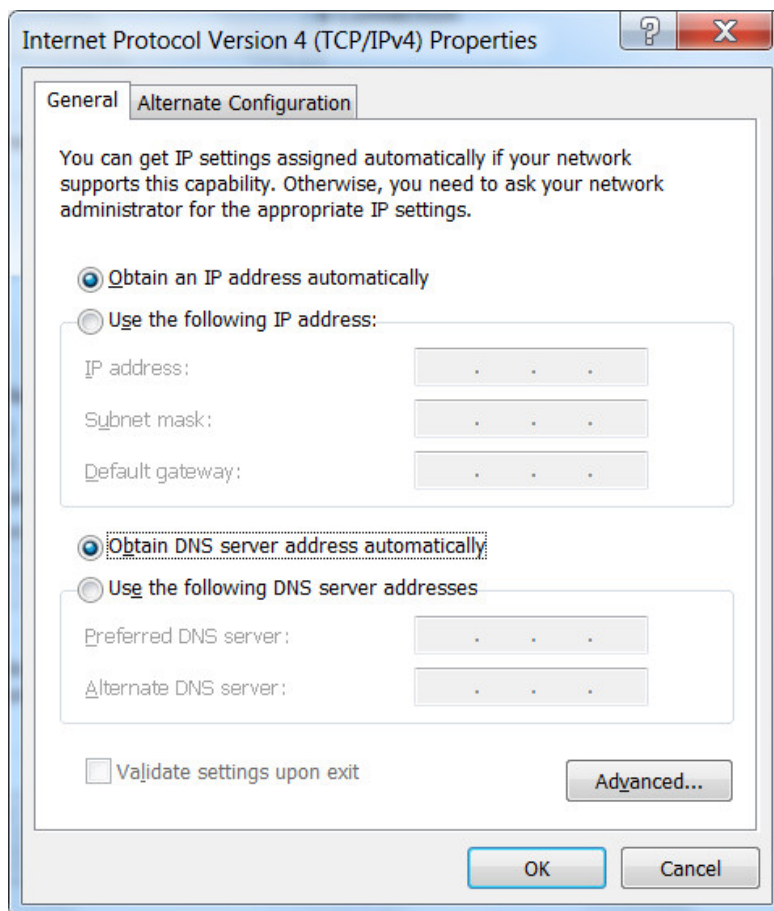 Internet Protocol Version 4 (TCP/IPv4) Properties
General
Alternate Configuration
You can get IP settings assigned automatically if your network
supports this capability. Otherwise, you need to ask your network
administrator for the appropriate IP settings.
Obtain an IP address automatically
Use the following IP address:
IP address:
. . .
Subnet mask:
. . .
Default gateway:
. . .
Obtain DNS server address automatically
Use the following DNS server addresses
Preferred DNS server:
. . .
Alternate DNS server:
. . .
Validate settings upon exit
Advanced...
OK
Cancel